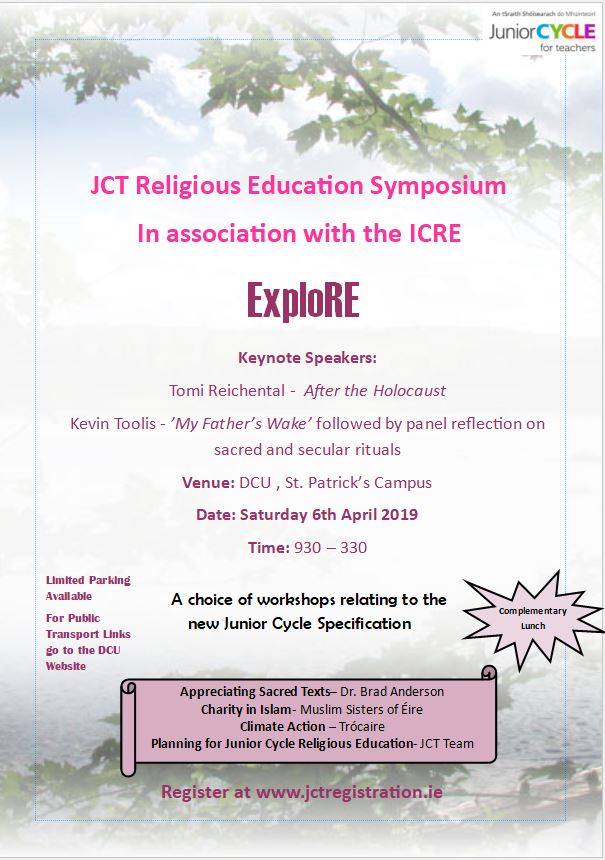 An tSraith Shóisearach do Mhúinteoirí
JuniorCYCLE
for teachers
JCT Religious Education Symposium
In association with the ICRE
ExploRE
Keynote Speakers:
Tomi Reichental - After the Holocaust
Kevin Toolis - ’My Father’s Wake’ followed by panel reflection on
sacred and secular rituals
Venue: DCU , St. Patrick’s Campus
Date: Saturday 6th April 2019
Time: 930 – 330
Limited Parking
Available
For Public
Transport Links
go to the DCU
Website
A choice of workshops relating to the
new Junior Cycle Specification
Complementary
Lunch
Appreciating Sacred Texts– Dr. Brad Anderson
Charity in Islam- Muslim Sisters of Éire
Climate Action – Trócaire
Planning for Junior Cycle Religious Education- JCT Team
Register at www.jctregistration.ie